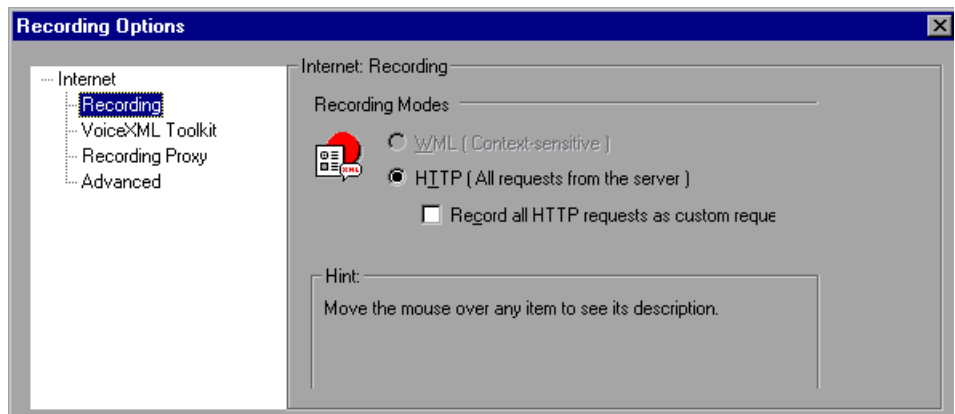 Recording Options
Internet
Recording
VoiceXML Toolkit
Recording Proxy
Advanced
Internet: Recording
Recording Modes
WML ( Context-sensitive )
HTTP ( All requests from the server )
Record all HTTP requests as custom reque
Hint:
Move the mouse over any item to see its description.
XML